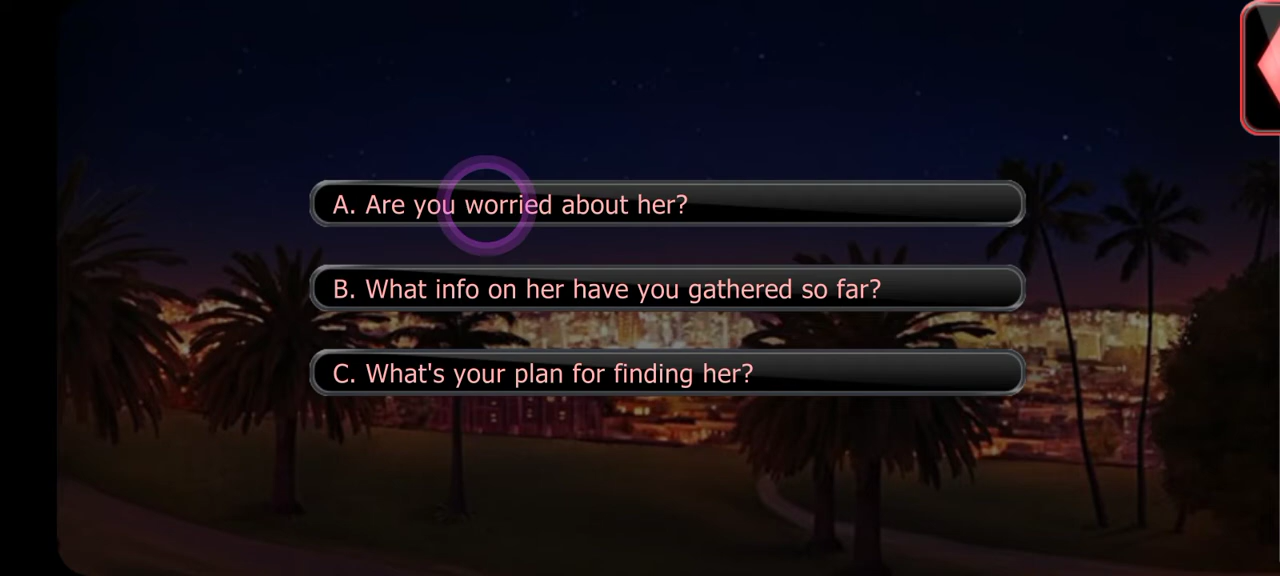 A. Are you worried about her?
B. What info on her have you gathered so far?
C. What's your plan for finding her?